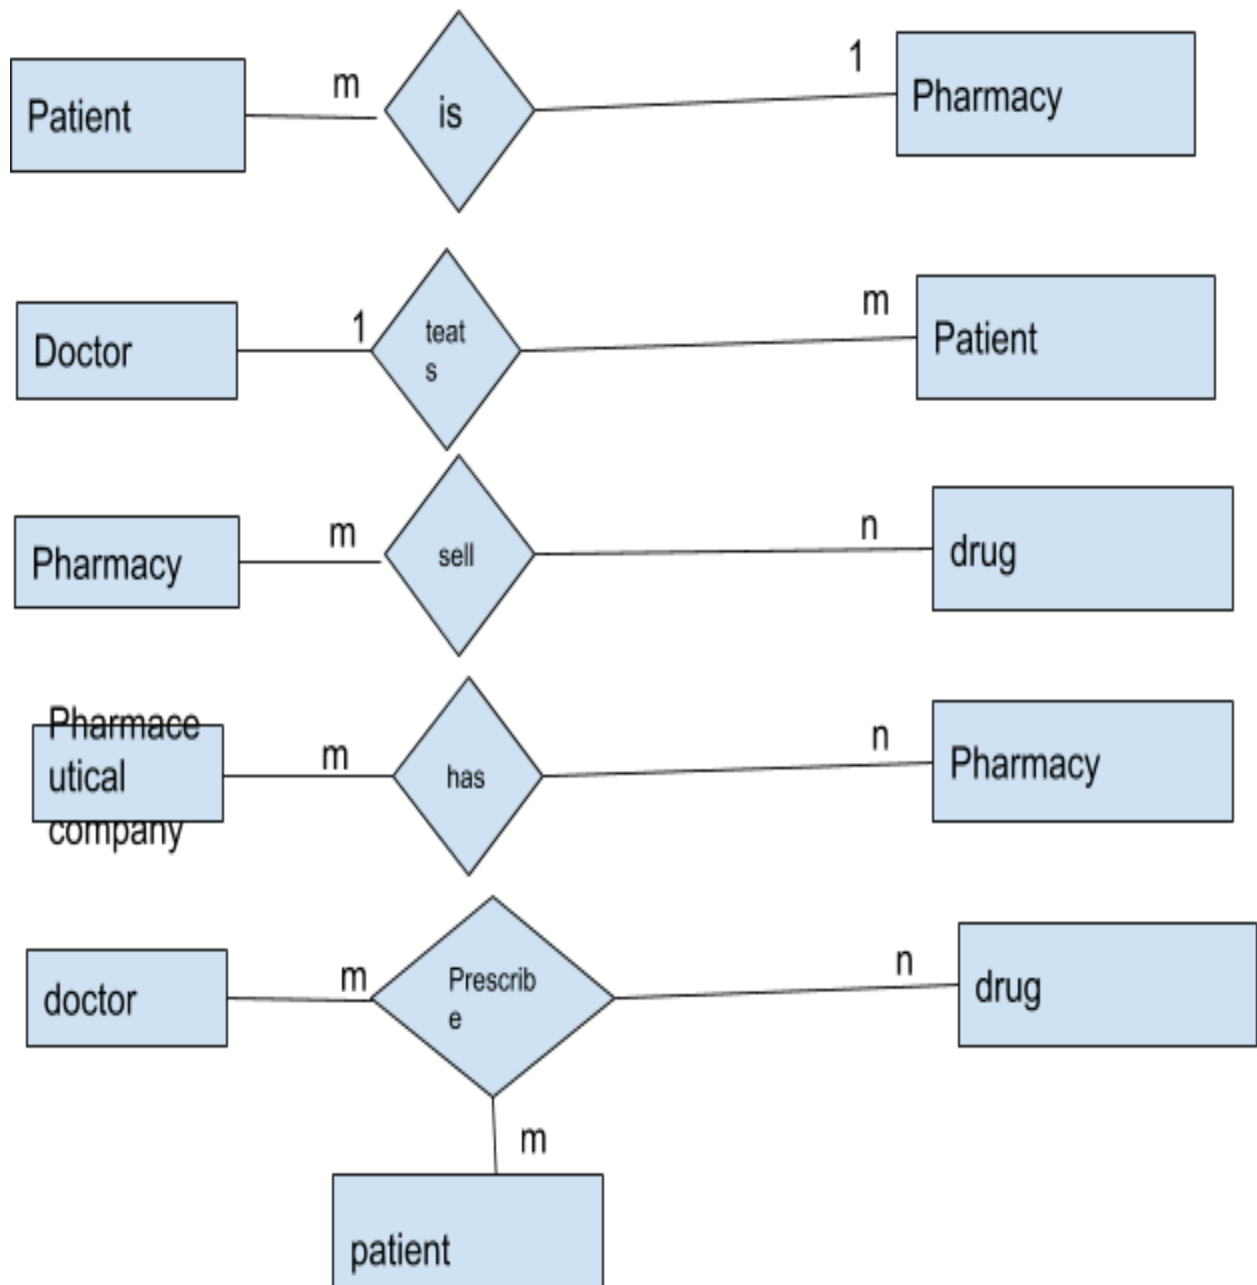 m
1
Patient
is
Pharmacy
1
m
Doctor
teat
s
Patient
m
n
Pharmacy
sell
drug
Pharmace
utical
company
m
has
n
Pharmacy
doctor
m
Prescrib
e
n
drug
m
patient